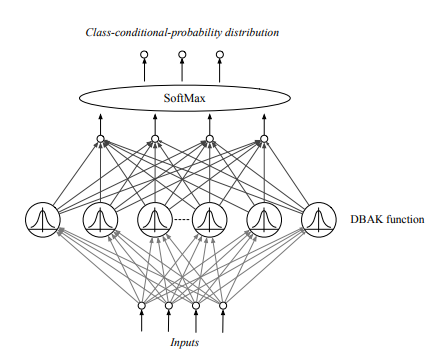 Class-conditional-probability distribution
SoftMax
DBAK function
Inputs